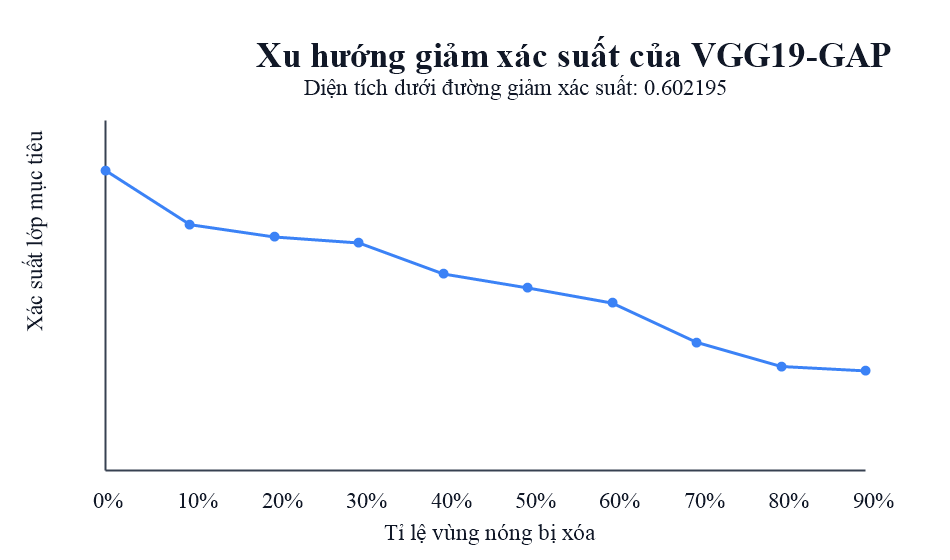 Xu hướng giảm xác suất của VGG19-GAP
Diện tích dưới đường giảm xác suất: 0.602195
Xác suất lớp mục tiêu
0% 10% 20% 30% 40% 50% 60% 70% 80% 90%
Tỉ lệ vùng nóng bị xóa